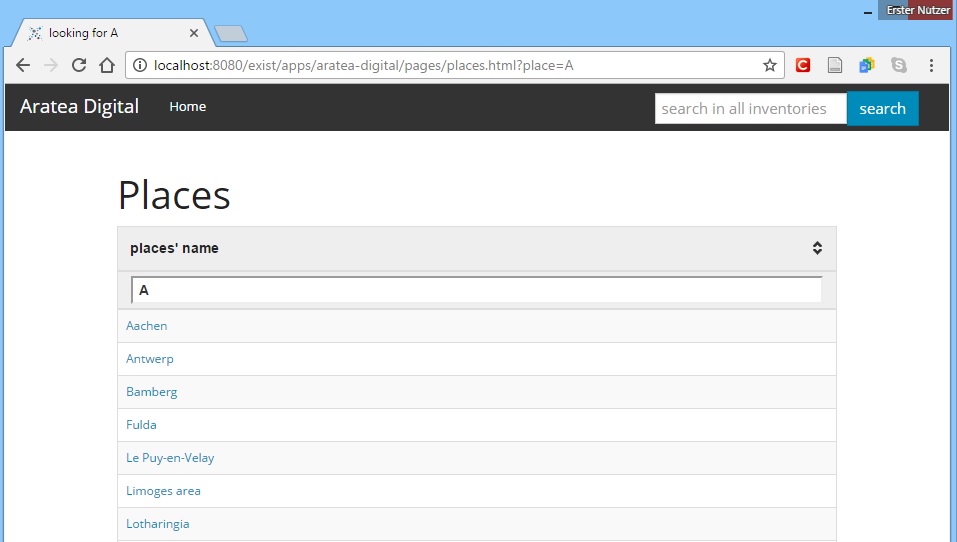 Erster Nutzer
looking for A
localhost:8080/exist/apps/aratea-digital/pages/places.html?place=A
Aratea Digital Home search in all inventories search
Places
places' name
A
Aachen
Antwerp
Bamberg
Fulda
Le Puy-en-Velay
Limoges area
Lotharingia